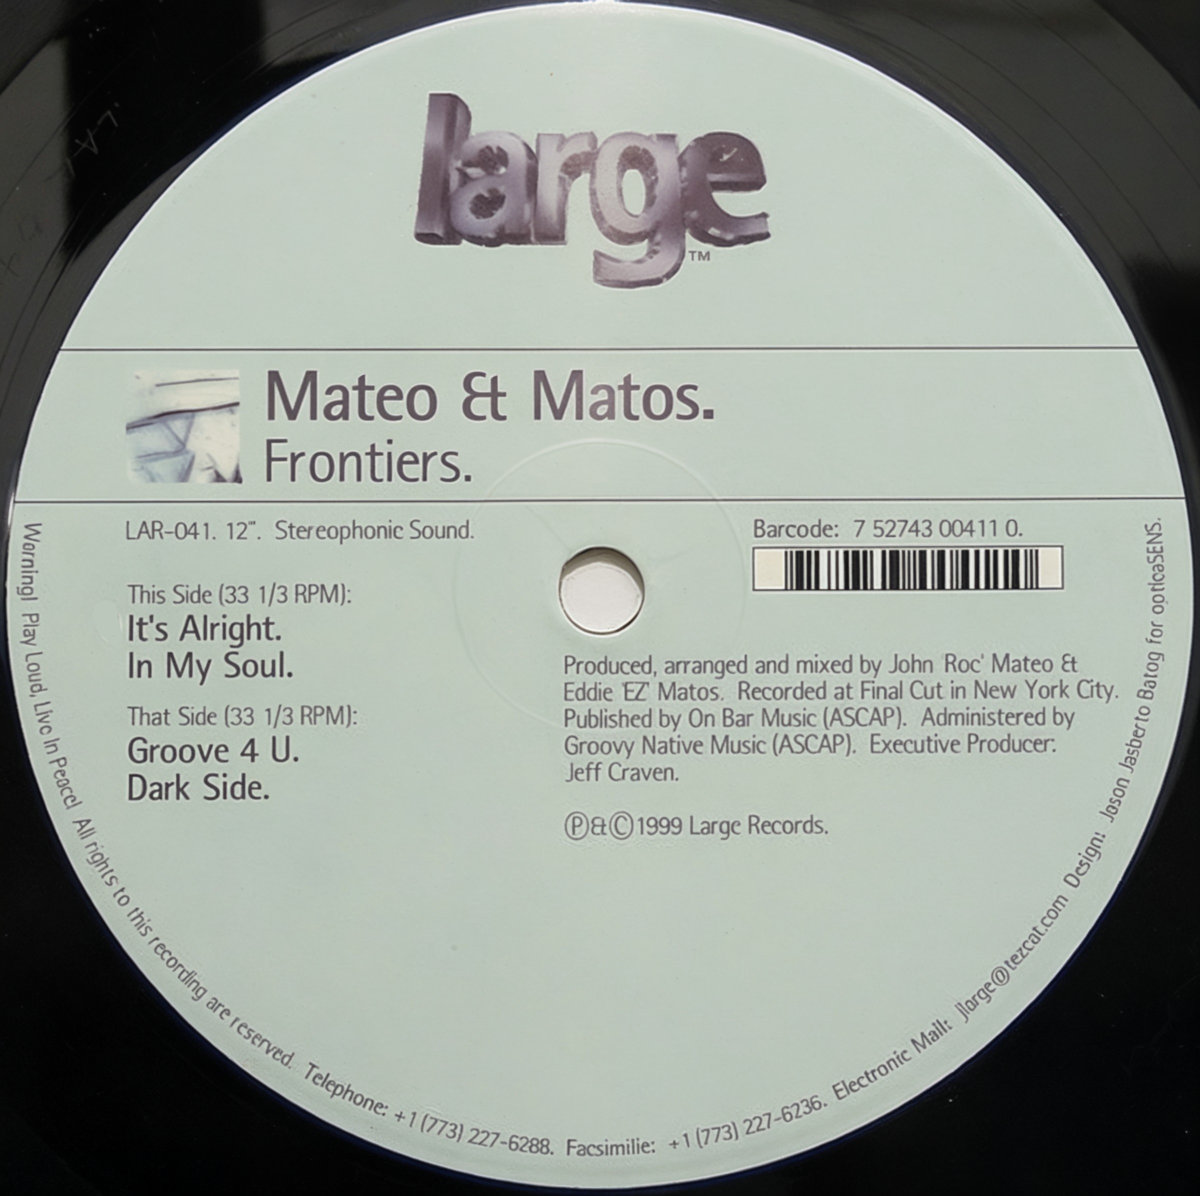 large
TM
Mateo & Matos.
Frontiers.
LAR-041. 12". Stereophonic Sound.
Barcode: 7 52743 00411 0.
This Side (33 1/3 RPM):
It's Alright.
In My Soul.
That Side (33 1/3 RPM):
Groove 4 U.
Dark Side.
Produced, arranged and mixed by John 'Roc' Mateo &
Eddie 'EZ' Matos. Recorded at Final Cut in New York City.
Published by On Bar Music (ASCAP). Administered by
Groovy Native Music (ASCAP). Executive Producer:
Jeff Craven.
Ⓟ&©1999 Large Records.
Warning! Play Loud, Live In Peace! All rights to this recording are reserved. Telephone: +1 (773) 227-6288. Facsimilie: +1 (773) 227-6236. Electronic Mail: jlarge@tezcat.com Design: Jason Jasberto Batog for opticaSENS.